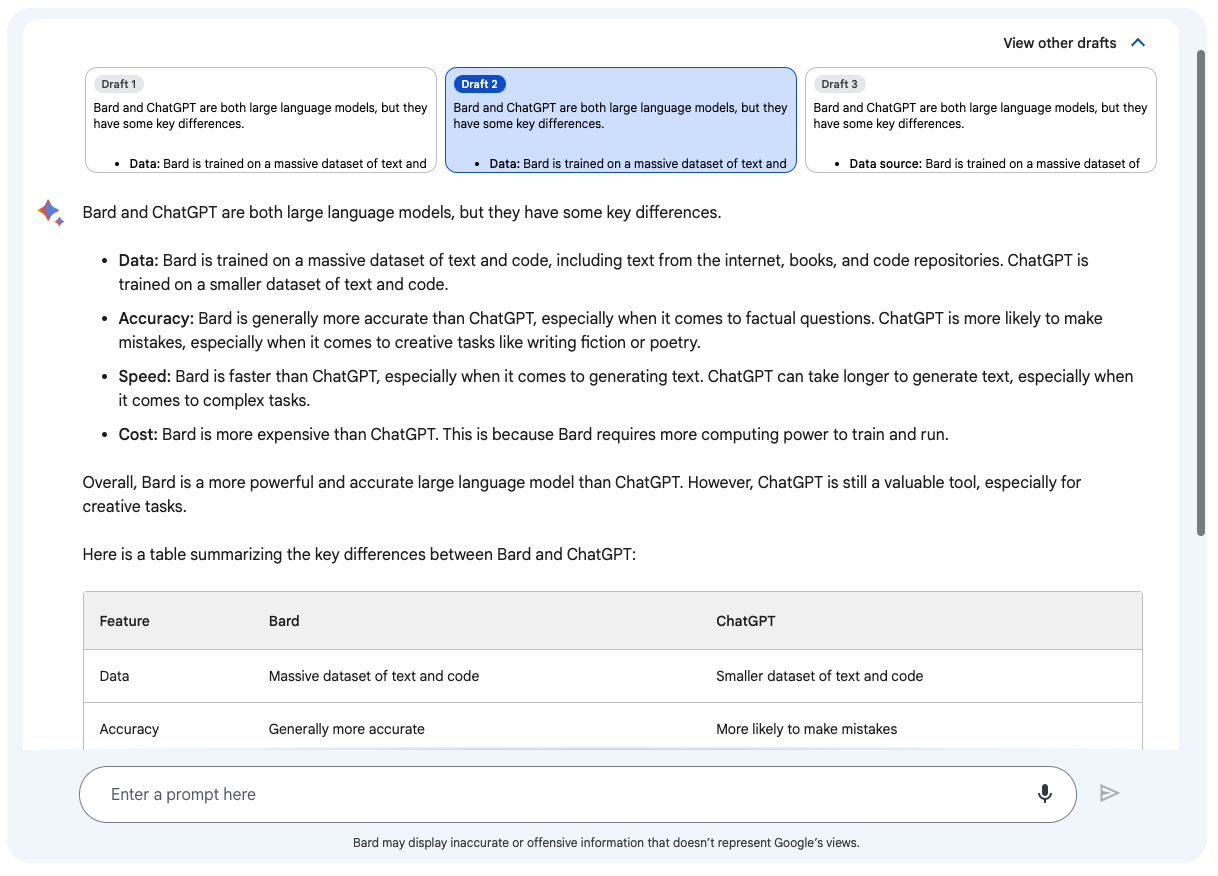 View other drafts
Draft 1
Bard and ChatGPT are both large language models, but they
have some key differences.
• Data: Bard is trained on a massive dataset of text and
Draft 2
Bard and ChatGPT are both large language models, but they
have some key differences.
• Data: Bard is trained on a massive dataset of text and
Draft 3
Bard and ChatGPT are both large language models, but they
have some key differences.
• Data source: Bard is trained on a massive dataset of
Bard and ChatGPT are both large language models, but they have some key differences.
• Data: Bard is trained on a massive dataset of text and code, including text from the internet, books, and code repositories. ChatGPT is
trained on a smaller dataset of text and code.
• Accuracy: Bard is generally more accurate than ChatGPT, especially when it comes to factual questions. ChatGPT is more likely to make
mistakes, especially when it comes to creative tasks like writing fiction or poetry.
• Speed: Bard is faster than ChatGPT, especially when it comes to generating text. ChatGPT can take longer to generate text, especially when
it comes to complex tasks.
• Cost: Bard is more expensive than ChatGPT. This is because Bard requires more computing power to train and run.
Overall, Bard is a more powerful and accurate large language model than ChatGPT. However, ChatGPT is still a valuable tool, especially for
creative tasks.
Here is a table summarizing the key differences between Bard and ChatGPT:
Feature Bard ChatGPT
Data Massive dataset of text and code Smaller dataset of text and code
Accuracy Generally more accurate More likely to make mistakes
Enter a prompt here
Bard may display inaccurate or offensive information that doesn’t represent Google’s views.